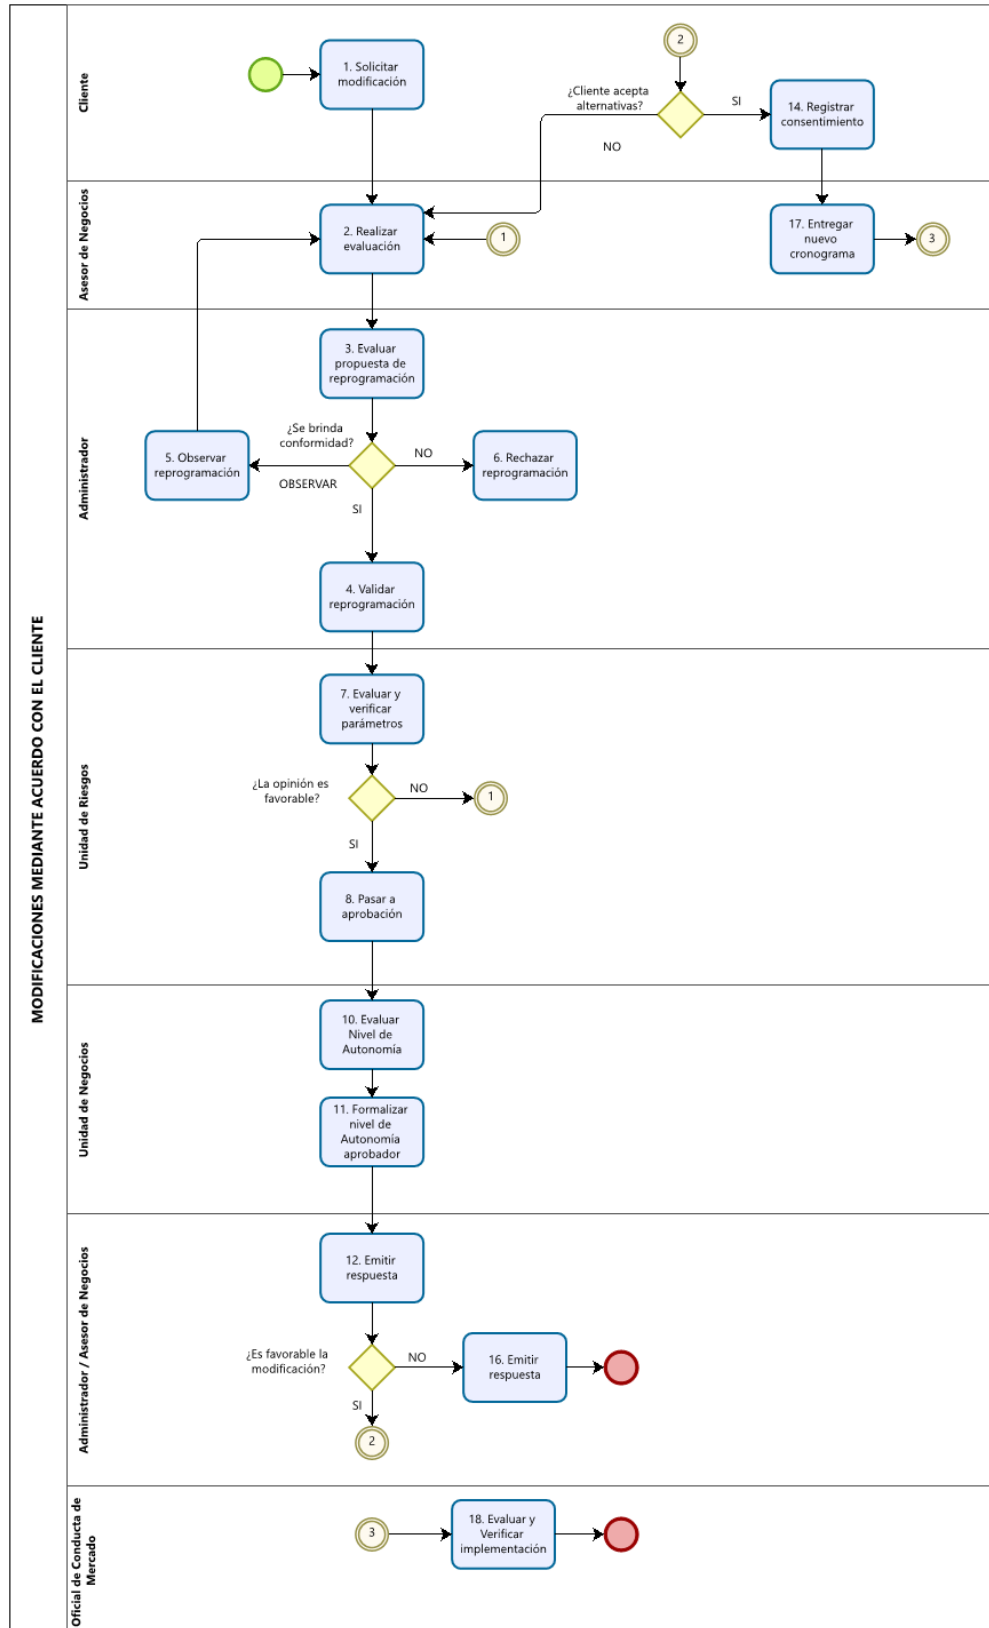 MODIFICACIONES MEDIANTE ACUERDO CON EL CLIENTE
Cliente
1. Solicitar
modificación
2
¿Cliente acepta
alternativas?
SI
NO
14. Registrar
consentimiento
Asesor de Negocios
2. Realizar
evaluación
1
17. Entregar
nuevo
cronograma
3
Administrador
3. Evaluar
propuesta de
reprogramación
¿Se brinda
conformidad?
5. Observar
reprogramación
OBSERVAR
NO
6. Rechazar
reprogramación
SI
4. Validar
reprogramación
Unidad de Riesgos
7. Evaluar y
verificar
parámetros
¿La opinión es
favorable?
NO
1
SI
8. Pasar a
aprobación
Unidad de Negocios
10. Evaluar
Nivel de
Autonomía
11. Formalizar
nivel de
Autonomía
aprobador
Administrador / Asesor de Negocios
12. Emitir
respuesta
¿Es favorable la
modificación?
NO
16. Emitir
respuesta
SI
2
Oficial de Conducta de
Mercado
3
18. Evaluar y
Verificar
implementación